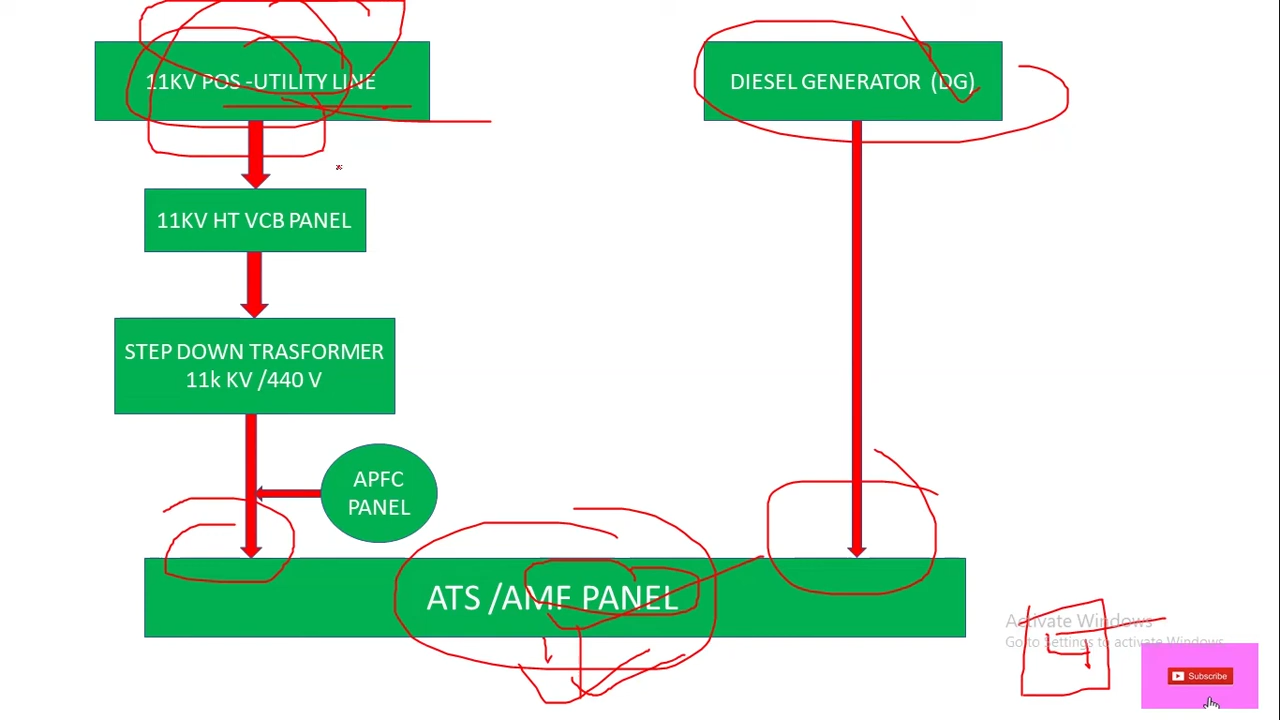 11KV POS -UTILITY LINE
DIESEL GENERATOR (DG)
11KV HT VCB PANEL
STEP DOWN TRASFORMER
11k KV /440 V
APFC
PANEL
ATS /AMF PANEL
Activate Windows
Go to Settings to activate Windows.
Subscribe